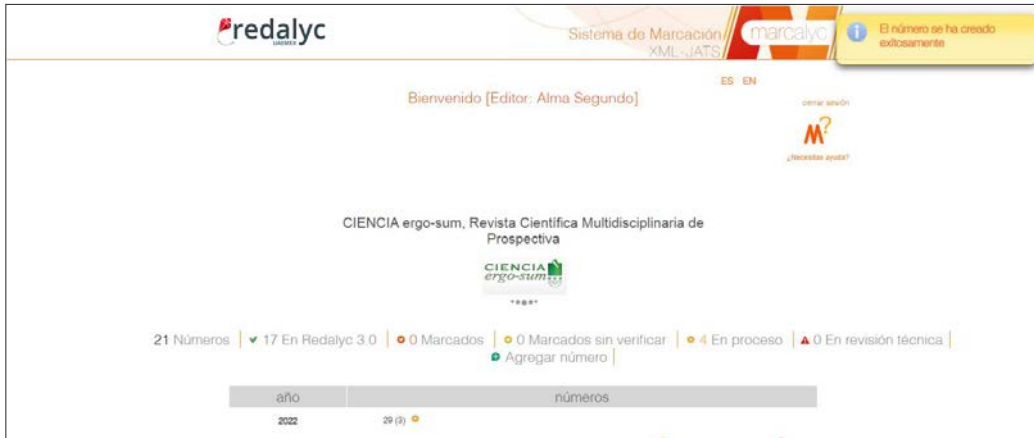 redalyc
UAEMEX
Sistema de Marcación
XML-JATS
marcalyc
El número se ha creado
exitosamente
ES EN
Bienvenido [Editor: Alma Segundo]
cerrar sesión
M?
¿Necesitas ayuda?
CIENCIA ergo-sum, Revista Científica Multidisciplinaria de
Prospectiva
CIENCIA
ergo-sum
21 Números 17 En Redalyc 3.0 0 Marcados 0 Marcados sin verificar 4 En proceso 0 En revisión técnica
Agregar número
año números
2022 29 (3)